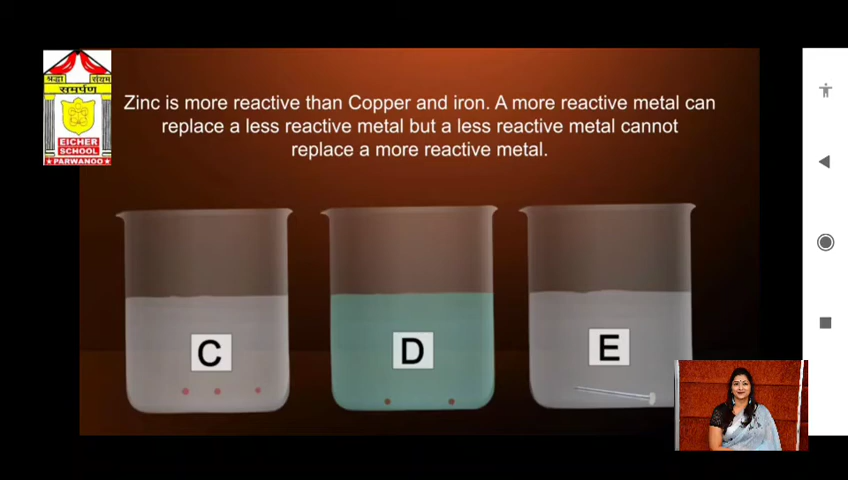 श्रद्धा संयम
समर्पण
EICHER
SCHOOL
★ PARWANOO ★
Zinc is more reactive than Copper and iron. A more reactive metal can
replace a less reactive metal but a less reactive metal cannot
replace a more reactive metal.
C D E